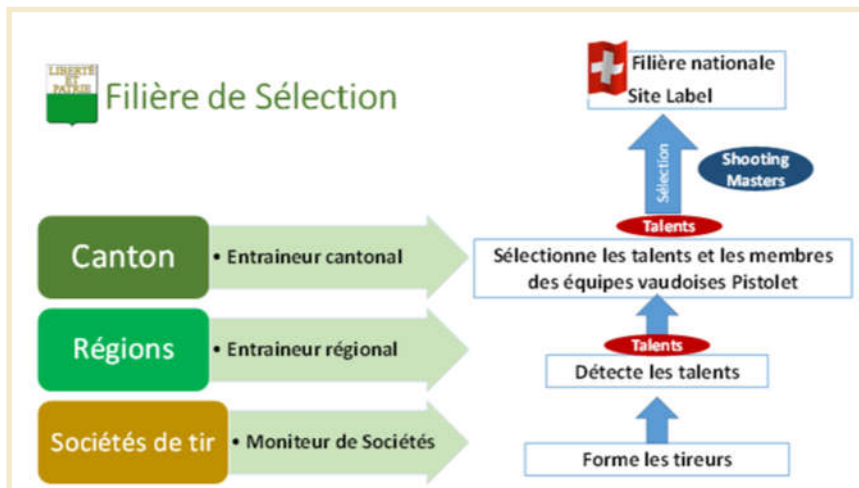 LIBERTÉ
ET
PATRIE
Filière de Sélection
Filière nationale
Site Label
Sélection
Shooting
Masters
Talents
Canton
• Entraineur cantonal
Sélectionne les talents et les membres
des équipes vaudoises Pistolet
Régions
• Entraineur régional
Talents
Détecte les talents
Sociétés de tir
• Moniteur de Sociétés
Forme les tireurs